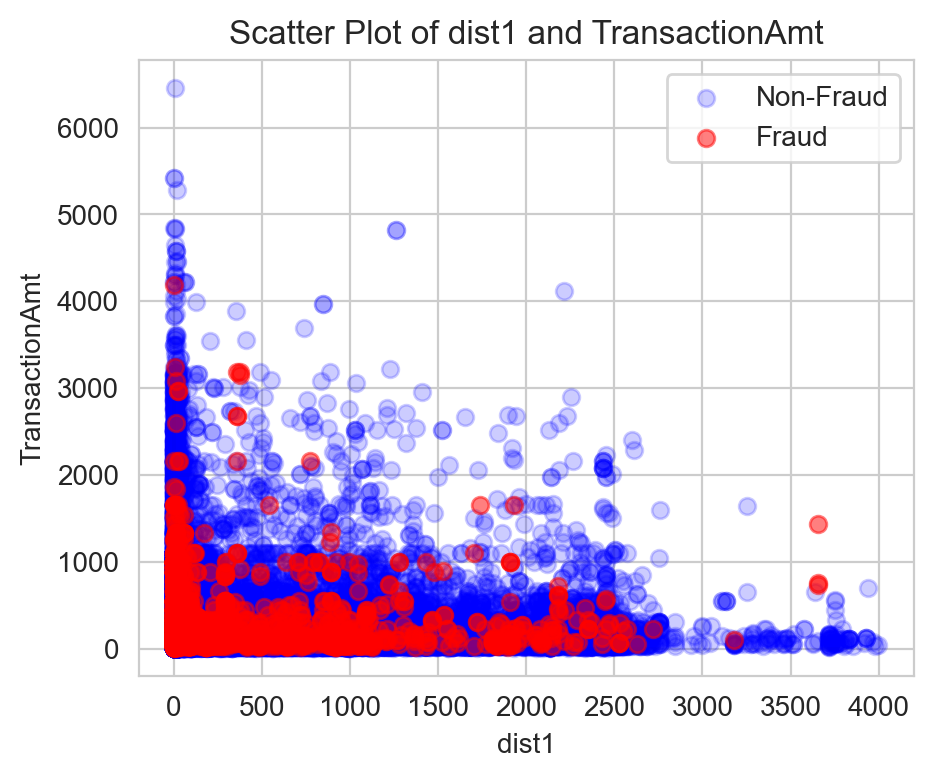 Scatter Plot of dist1 and TransactionAmt
Non-Fraud
Fraud
TransactionAmt
6000
5000
4000
3000
2000
1000
0
0 500 1000 1500 2000 2500 3000 3500 4000
dist1